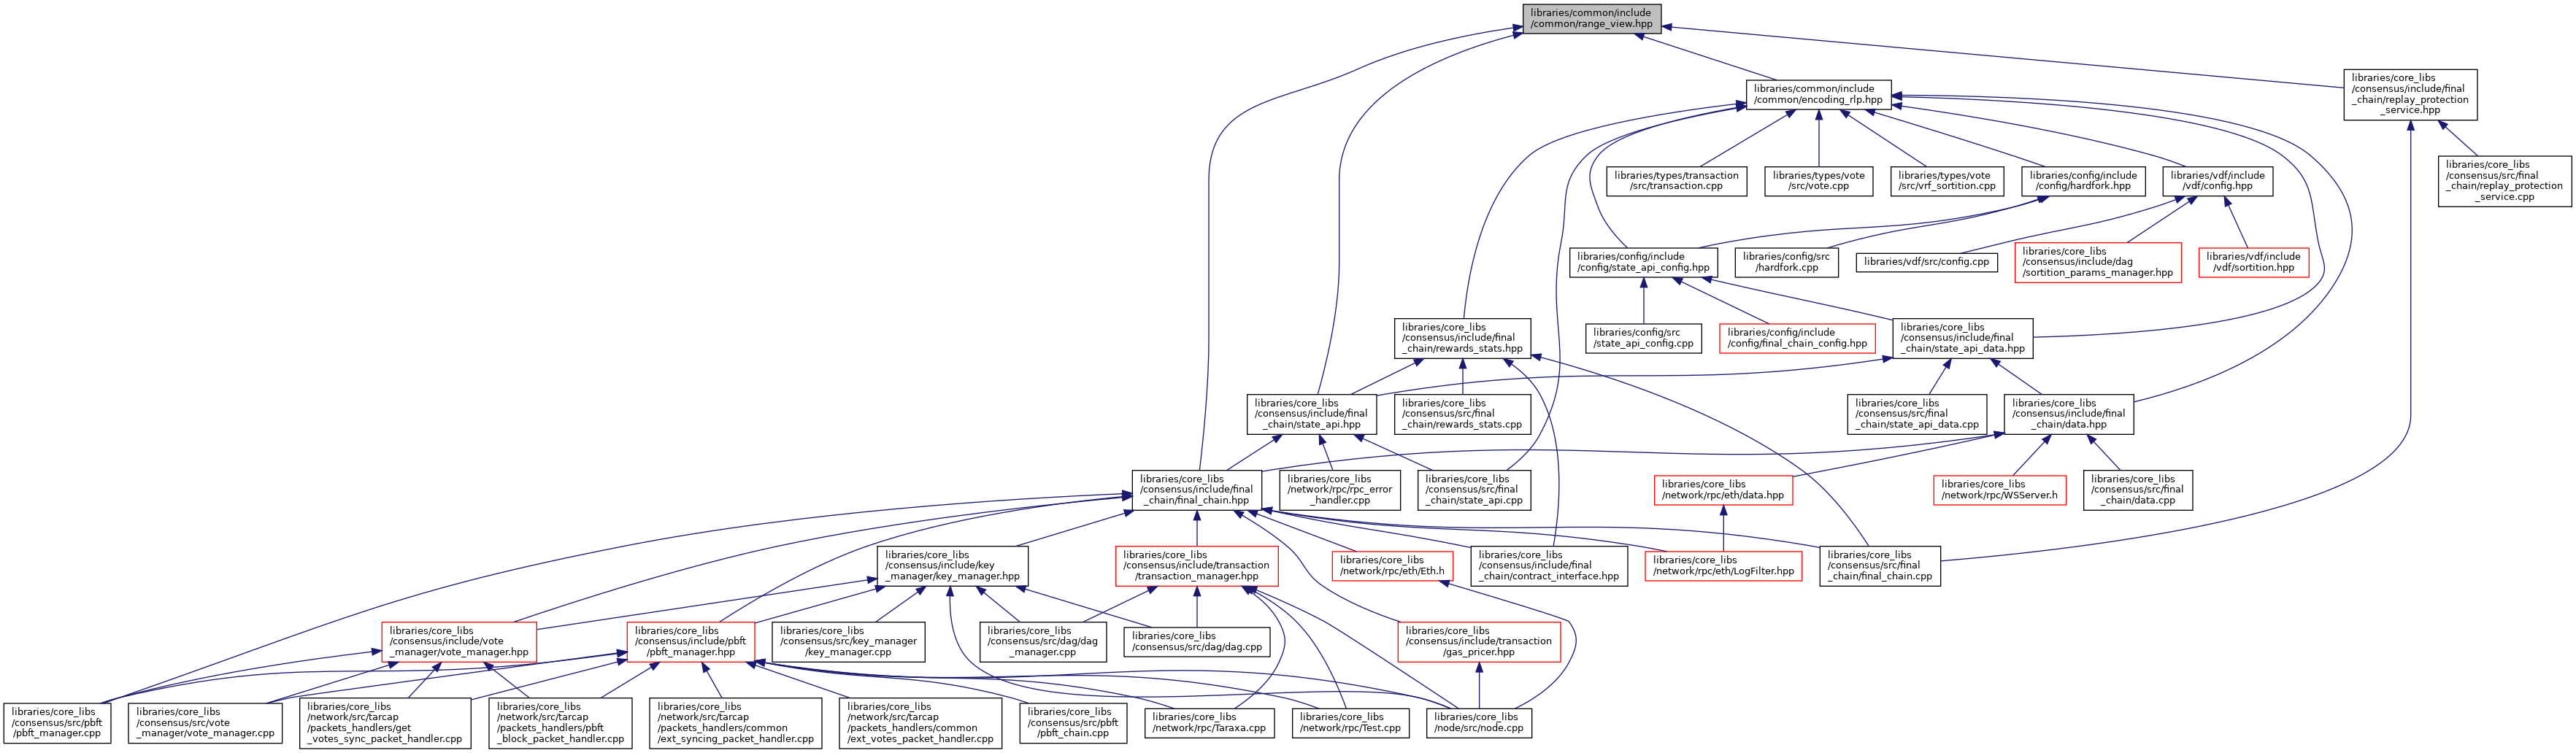 libraries/common/include
/common/range_view.hpp
libraries/core_libs
/consensus/include/final
_chain/replay_protection
_service.hpp
libraries/common/include
/common/encoding_rlp.hpp
libraries/core_libs
/consensus/src/final
_chain/replay_protection
_service.cpp
libraries/types/transaction
/src/transaction.cpp
libraries/types/vote
/src/vote.cpp
libraries/types/vote
/src/vrf_sortition.cpp
libraries/config/include
/config/hardfork.hpp
libraries/vdf/include
/vdf/config.hpp
libraries/config/include
/config/state_api_config.hpp
libraries/config/src
/hardfork.cpp
libraries/vdf/src/config.cpp
libraries/core_libs
/consensus/include/dag
/sortition_params_manager.hpp
libraries/vdf/include
/vdf/sortition.hpp
libraries/core_libs
/consensus/include/final
_chain/rewards_stats.hpp
libraries/config/src
/state_api_config.cpp
libraries/config/include
/config/final_chain_config.hpp
libraries/core_libs
/consensus/include/final
_chain/state_api_data.hpp
libraries/core_libs
/consensus/include/final
_chain/state_api.hpp
libraries/core_libs
/consensus/src/final
_chain/rewards_stats.cpp
libraries/core_libs
/consensus/src/final
_chain/state_api_data.cpp
libraries/core_libs
/consensus/include/final
_chain/data.hpp
libraries/core_libs
/consensus/include/final
_chain/final_chain.hpp
libraries/core_libs
/network/rpc/rpc_error
_handler.cpp
libraries/core_libs
/consensus/src/final
_chain/state_api.cpp
libraries/core_libs
/network/rpc/eth/data.hpp
libraries/core_libs
/network/rpc/WSServer.h
libraries/core_libs
/consensus/src/final
_chain/data.cpp
libraries/core_libs
/consensus/include/key
_manager/key_manager.hpp
libraries/core_libs
/consensus/include/transaction
/transaction_manager.hpp
libraries/core_libs
/network/rpc/eth/Eth.h
libraries/core_libs
/consensus/include/final
_chain/contract_interface.hpp
libraries/core_libs
/network/rpc/eth/LogFilter.hpp
libraries/core_libs
/consensus/src/final
_chain/final_chain.cpp
libraries/core_libs
/consensus/include/vote
_manager/vote_manager.hpp
libraries/core_libs
/consensus/include/pbft
/pbft_manager.hpp
libraries/core_libs
/consensus/src/key_manager
/key_manager.cpp
libraries/core_libs
/consensus/src/dag/dag
_manager.cpp
libraries/core_libs
/consensus/src/dag/dag.cpp
libraries/core_libs
/consensus/include/transaction
/gas_pricer.hpp
libraries/core_libs
/consensus/src/pbft
/pbft_manager.cpp
libraries/core_libs
/consensus/src/vote
_manager/vote_manager.cpp
libraries/core_libs
/network/src/tarcap
/packets_handlers/get
_votes_sync_packet_handler.cpp
libraries/core_libs
/network/src/tarcap
/packets_handlers/pbft
_block_packet_handler.cpp
libraries/core_libs
/network/src/tarcap
/packets_handlers/common
/ext_syncing_packet_handler.cpp
libraries/core_libs
/network/src/tarcap
/packets_handlers/common
/ext_votes_packet_handler.cpp
libraries/core_libs
/consensus/src/pbft
/pbft_chain.cpp
libraries/core_libs
/network/rpc/Taraxa.cpp
libraries/core_libs
/network/rpc/Test.cpp
libraries/core_libs
/node/src/node.cpp